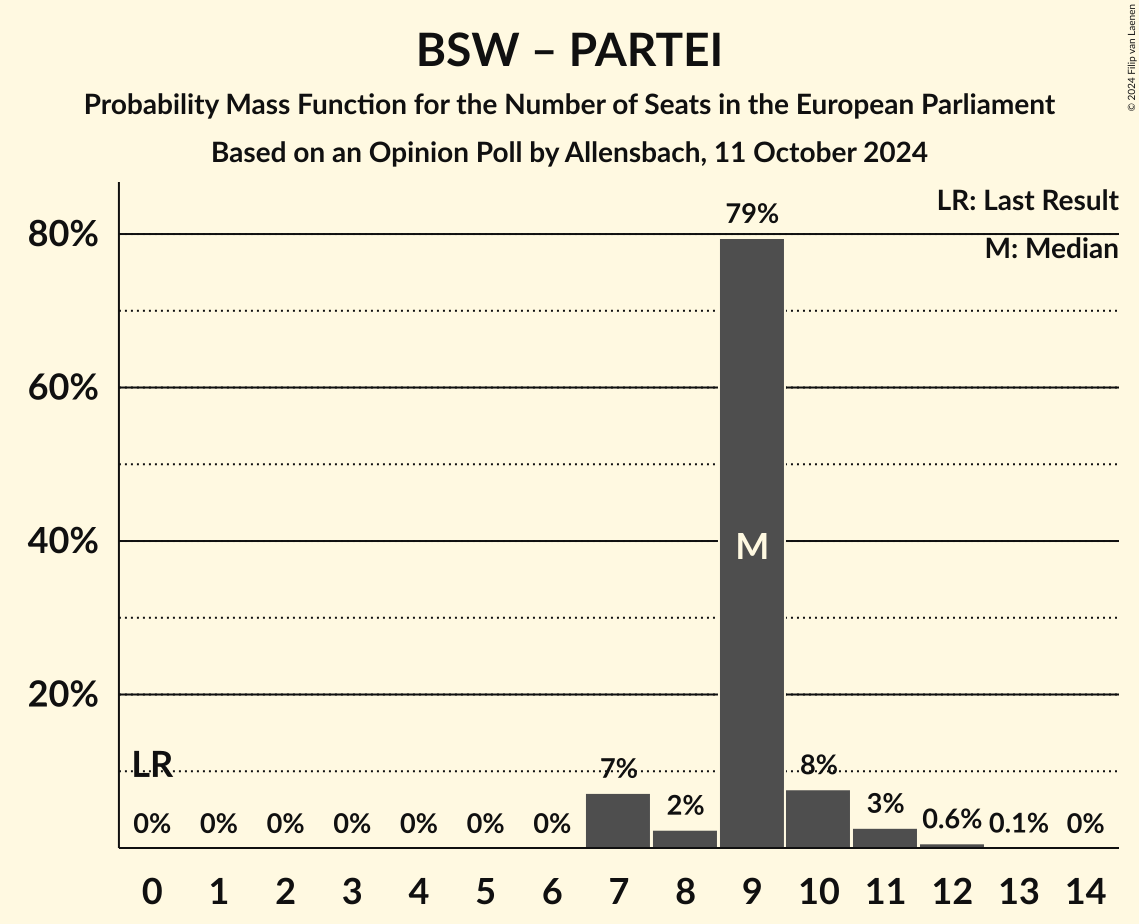 BSW – PARTEI
Probability Mass Function for the Number of Seats in the European Parliament
Based on an Opinion Poll by Allensbach, 11 October 2024
© 2024 Filip van Laenen
LR: Last Result
M: Median
80%
60%
40%
20%
LR
M
0% 0% 0% 0% 0% 0% 0% 7% 2% 79% 8% 3% 0.6% 0.1% 0%
0 1 2 3 4 5 6 7 8 9 10 11 12 13 14